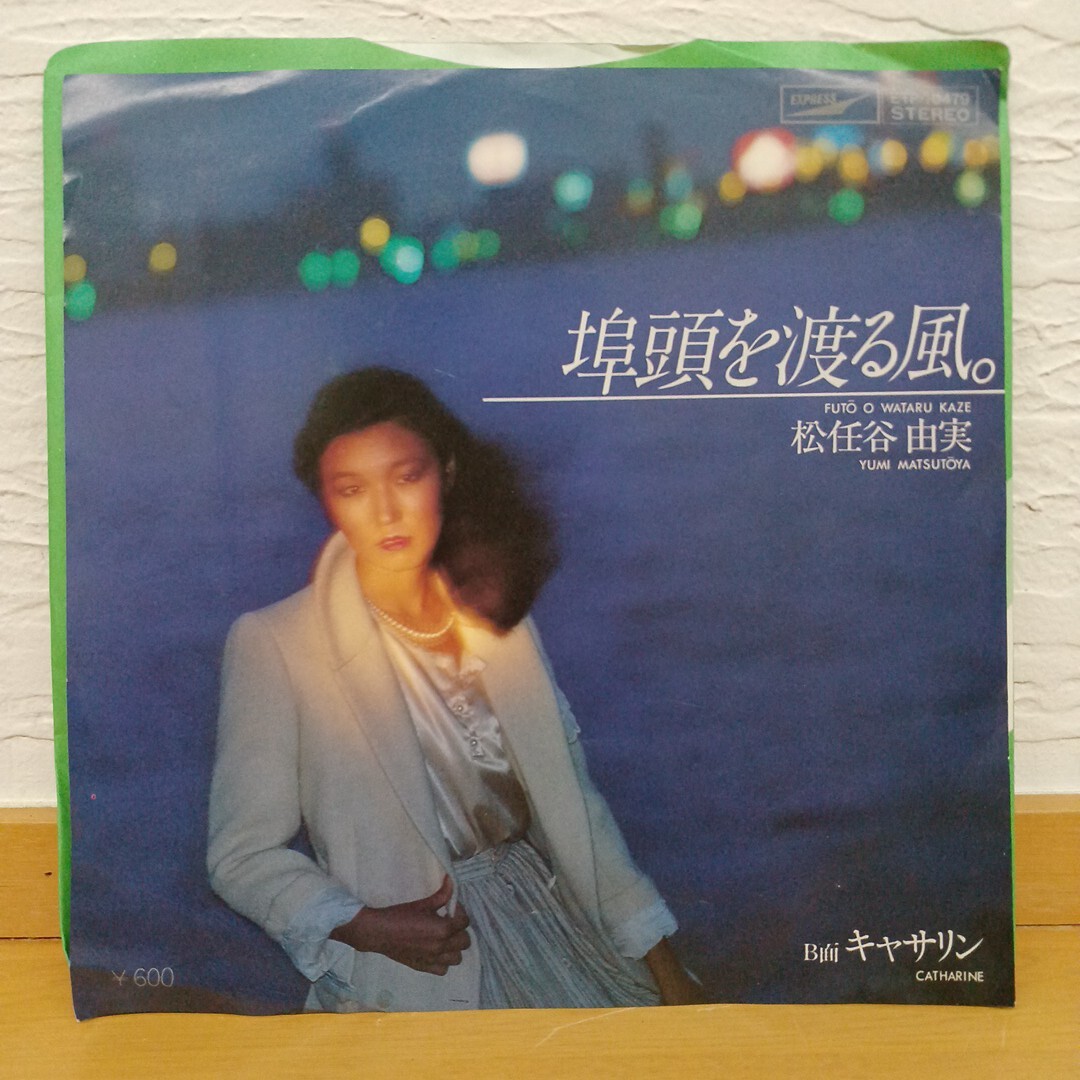 EXPRESS
STEREO
埠頭を渡る風。
FUTŌ O WATARU KAZE
松任谷 由実
YUMI MATSUTŌYA
B面 キャサリン
CATHARINE
¥600